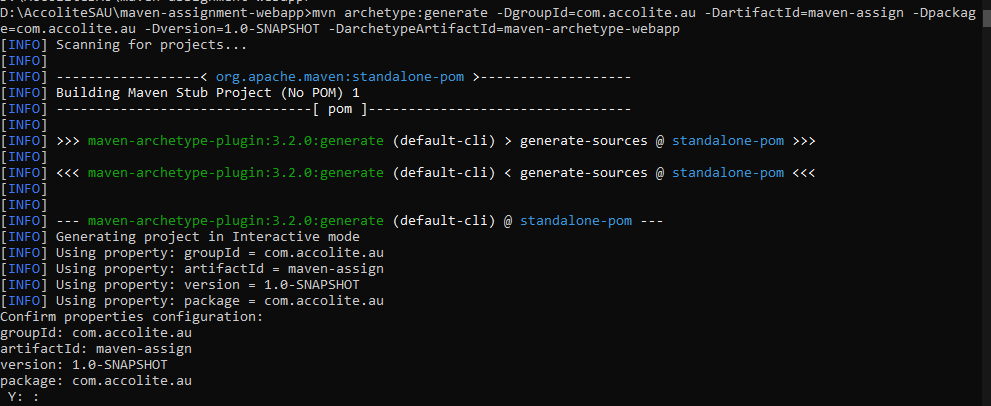 D:\AccoliteSAU\maven-assignment-webapp>mvn archetype:generate -DgroupId=com.accolite.au -DartifactId=maven-assign -Dpackag
e=com.accolite.au -Dversion=1.0-SNAPSHOT -DarchetypeArtifactId=maven-archetype-webapp
[INFO] Scanning for projects...
[INFO]
[INFO] ------------------< org.apache.maven:standalone-pom >-------------------
[INFO] Building Maven Stub Project (No POM) 1
[INFO] --------------------------------[ pom ]---------------------------------
[INFO]
[INFO] >>> maven-archetype-plugin:3.2.0:generate (default-cli) > generate-sources @ standalone-pom >>>
[INFO]
[INFO] <<< maven-archetype-plugin:3.2.0:generate (default-cli) < generate-sources @ standalone-pom <<<
[INFO]
[INFO]
[INFO] --- maven-archetype-plugin:3.2.0:generate (default-cli) @ standalone-pom ---
[INFO] Generating project in Interactive mode
[INFO] Using property: groupId = com.accolite.au
[INFO] Using property: artifactId = maven-assign
[INFO] Using property: version = 1.0-SNAPSHOT
[INFO] Using property: package = com.accolite.au
Confirm properties configuration:
groupId: com.accolite.au
artifactId: maven-assign
version: 1.0-SNAPSHOT
package: com.accolite.au
 Y: :